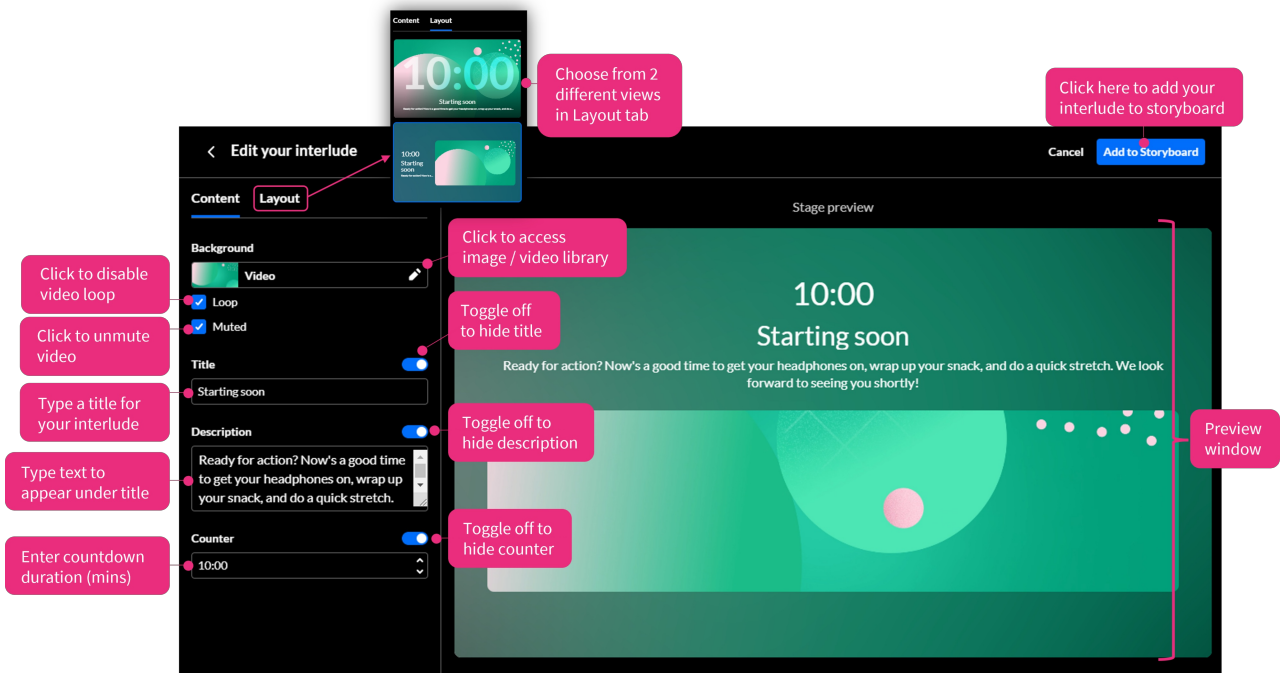 Content Layout
10:00
Starting soon
10:00
Starting
soon
Choose from 2
different views
in Layout tab
Click here to add your
interlude to storyboard
Edit your interlude
Cancel
Add to Storyboard
Content
Layout
Stage preview
Background
Video
Click to access
image / video library
Click to disable
video loop
Loop
Muted
Click to unmute
video
Toggle off
to hide title
Title
Starting soon
Type a title for
your interlude
Description
Toggle off to
hide description
Ready for action? Now's a good time
to get your headphones on, wrap up
your snack, and do a quick stretch.
Type text to
appear under title
Counter
Toggle off to
hide counter
10:00
Enter countdown
duration (mins)
10:00
Starting soon
Ready for action? Now's a good time to get your headphones on, wrap up your snack, and do a quick stretch. We look
forward to seeing you shortly!
Preview
window